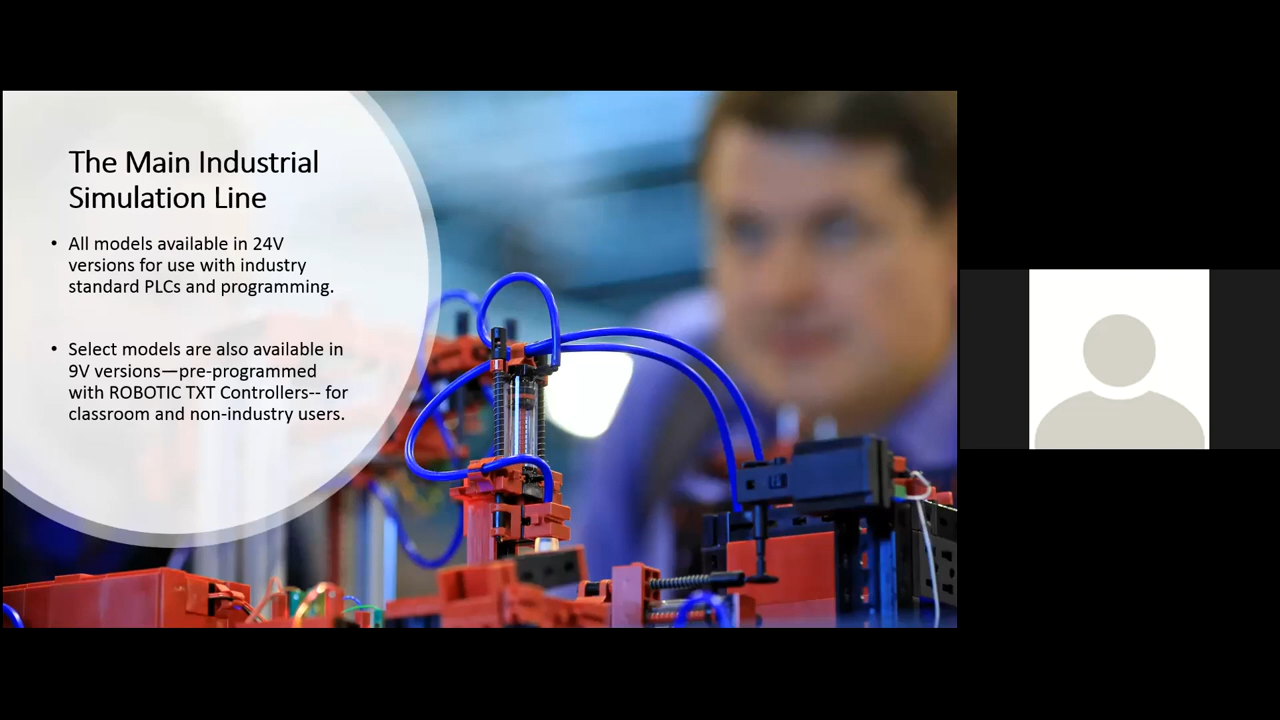 The Main Industrial
Simulation Line
• All models available in 24V
versions for use with industry
standard PLCs and programming.
• Select models are also available in
9V versions—pre-programmed
with ROBOTIC TXT Controllers-- for
classroom and non-industry users.